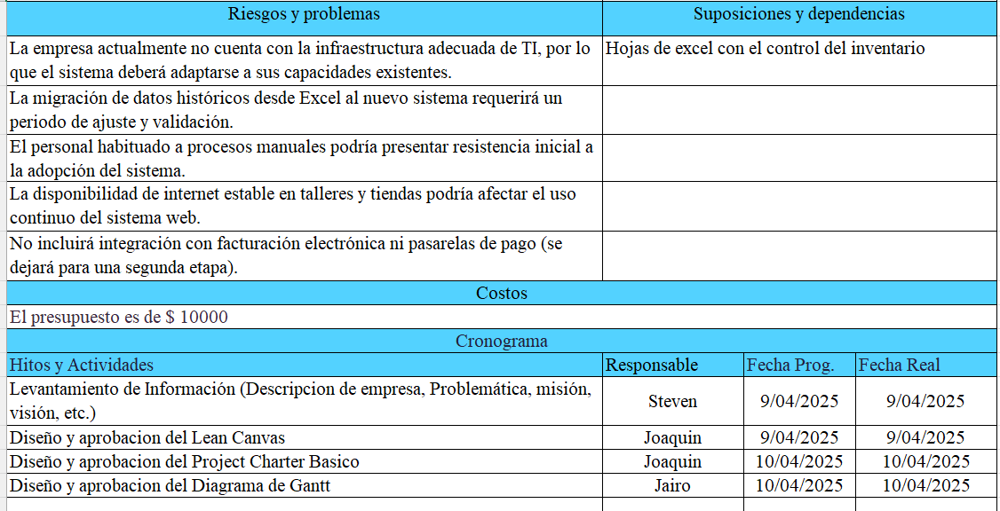 Riesgos y problemas
Suposiciones y dependencias
La empresa actualmente no cuenta con la infraestructura adecuada de TI, por lo
que el sistema deberá adaptarse a sus capacidades existentes.
Hojas de excel con el control del inventario
La migración de datos históricos desde Excel al nuevo sistema requerirá un
periodo de ajuste y validación.
El personal habituado a procesos manuales podría presentar resistencia inicial a
la adopción del sistema.
La disponibilidad de internet estable en talleres y tiendas podría afectar el uso
continuo del sistema web.
No incluirá integración con facturación electrónica ni pasarelas de pago (se
dejará para una segunda etapa).
Costos
El presupuesto es de $ 10000
Cronograma
Hitos y Actividades Responsable Fecha Prog. Fecha Real
Levantamiento de Información (Descripcion de empresa, Problemática, misión,
visión, etc.)
Steven 9/04/2025 9/04/2025
Diseño y aprobacion del Lean Canvas Joaquin 9/04/2025 9/04/2025
Diseño y aprobacion del Project Charter Basico Joaquin 10/04/2025 10/04/2025
Diseño y aprobacion del Diagrama de Gantt Jairo 10/04/2025 10/04/2025